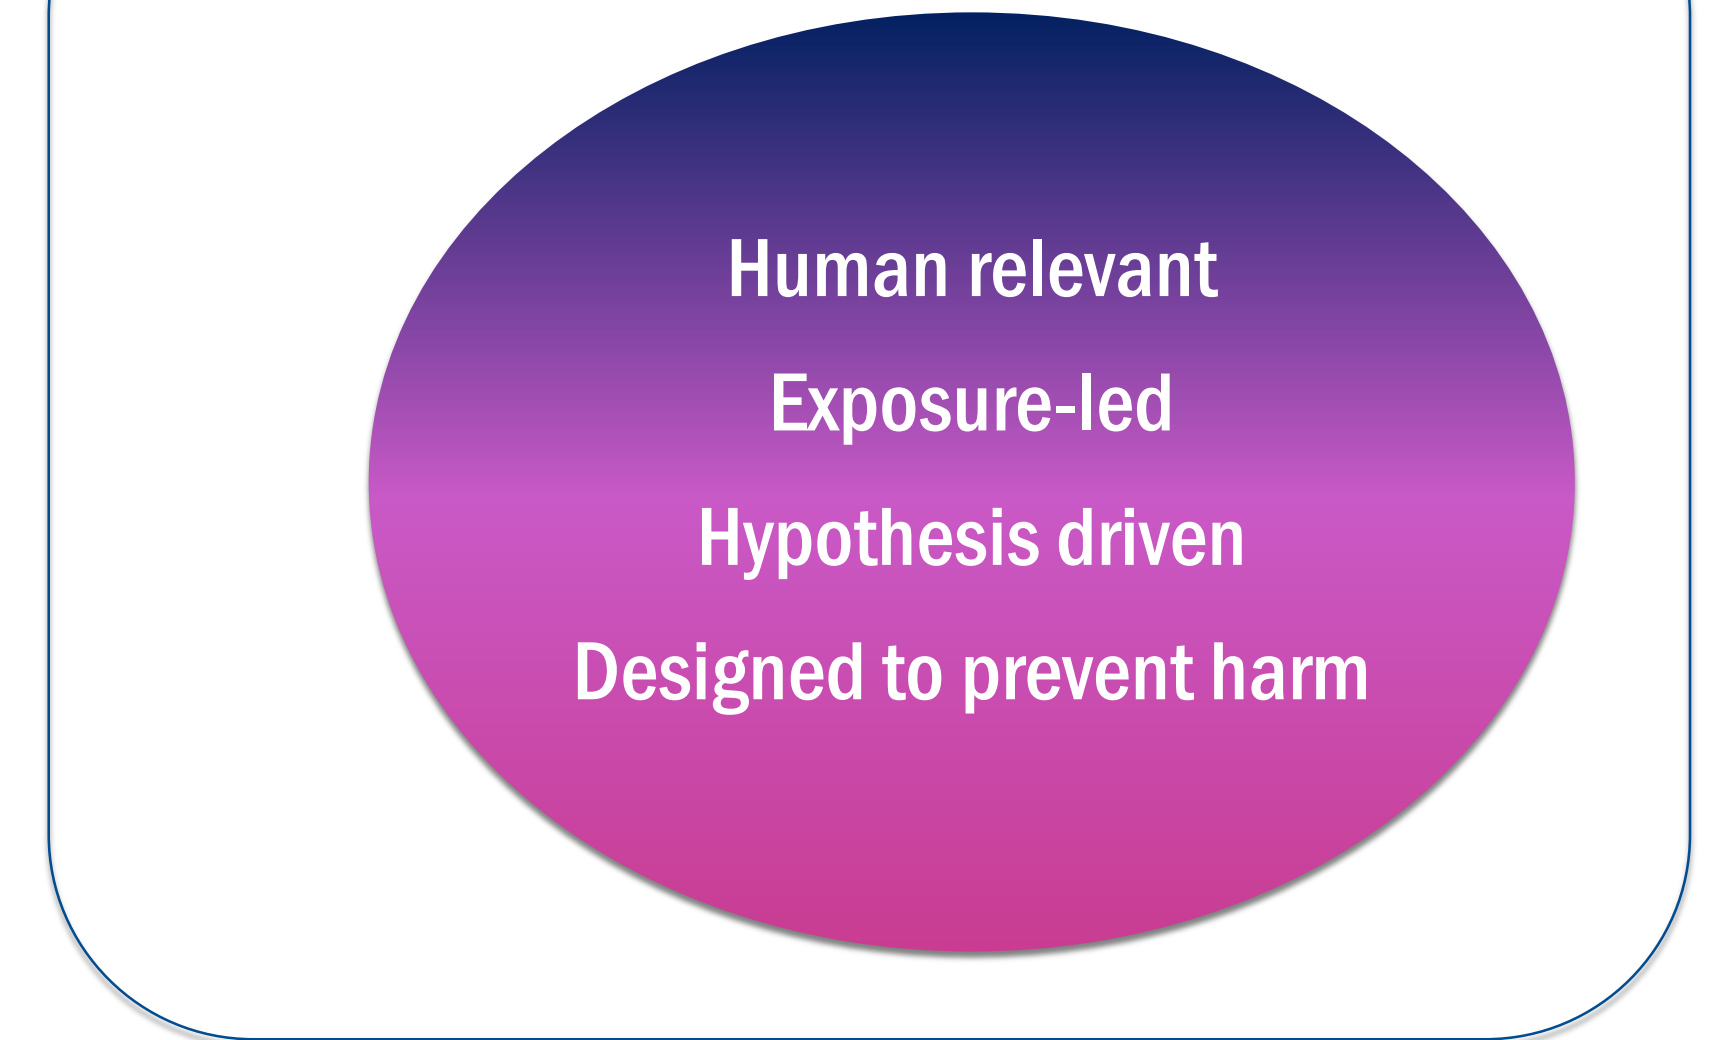 Human relevant
Exposure-led
Hypothesis driven
Designed to prevent harm